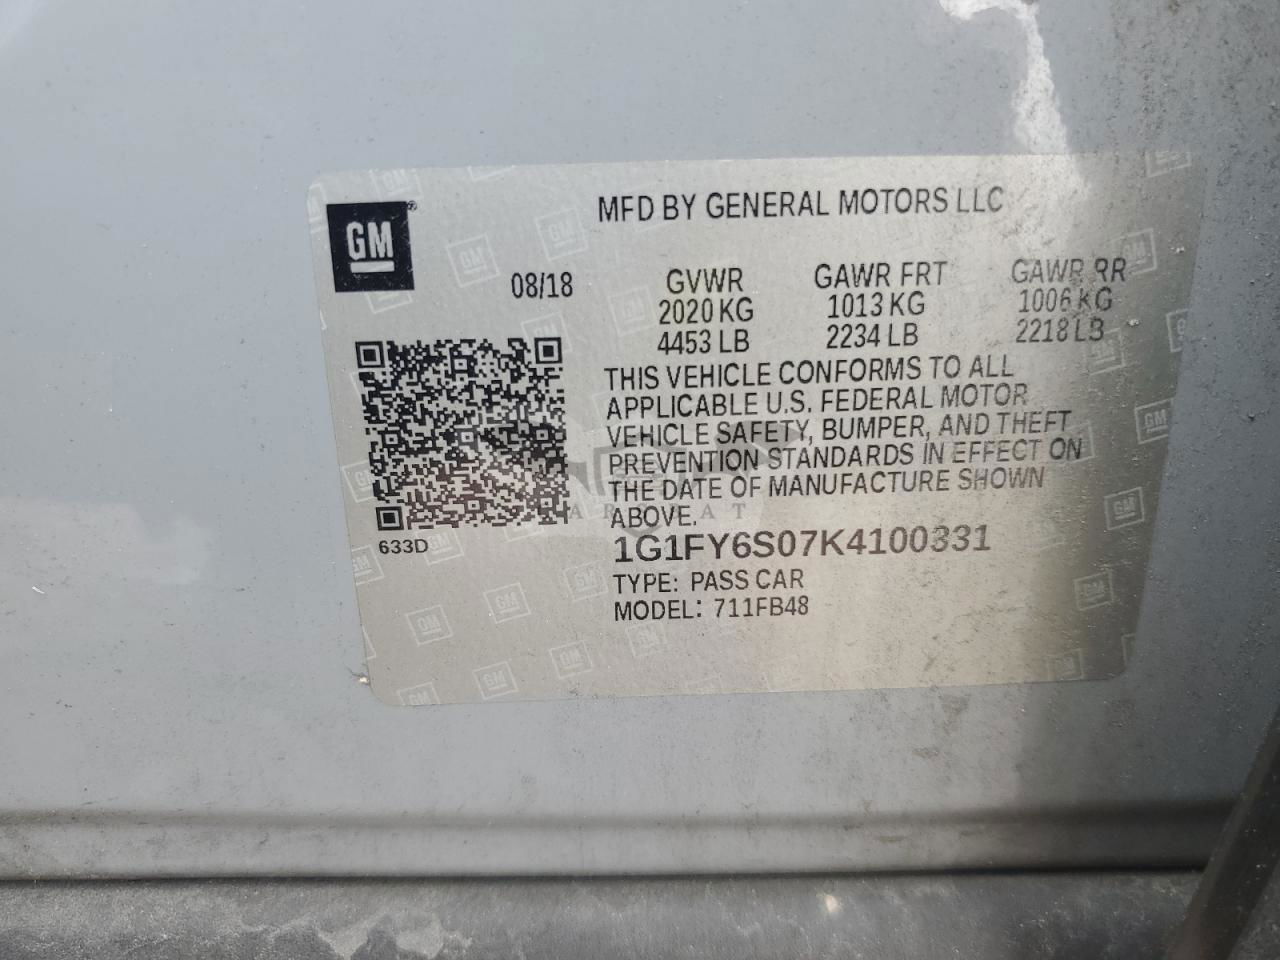 GM®
MFD BY GENERAL MOTORS LLC
08/18
GVWR GAWR FRT GAWR RR
2020 KG 1013 KG 1006 KG
4453 LB 2234 LB 2218 LB
THIS VEHICLE CONFORMS TO ALL
APPLICABLE U.S. FEDERAL MOTOR
VEHICLE SAFETY, BUMPER, AND THEFT
PREVENTION STANDARDS IN EFFECT ON
THE DATE OF MANUFACTURE SHOWN
ABOVE.
633D
1G1FY6S07K4100331
TYPE: PASS CAR
MODEL: 711FB48